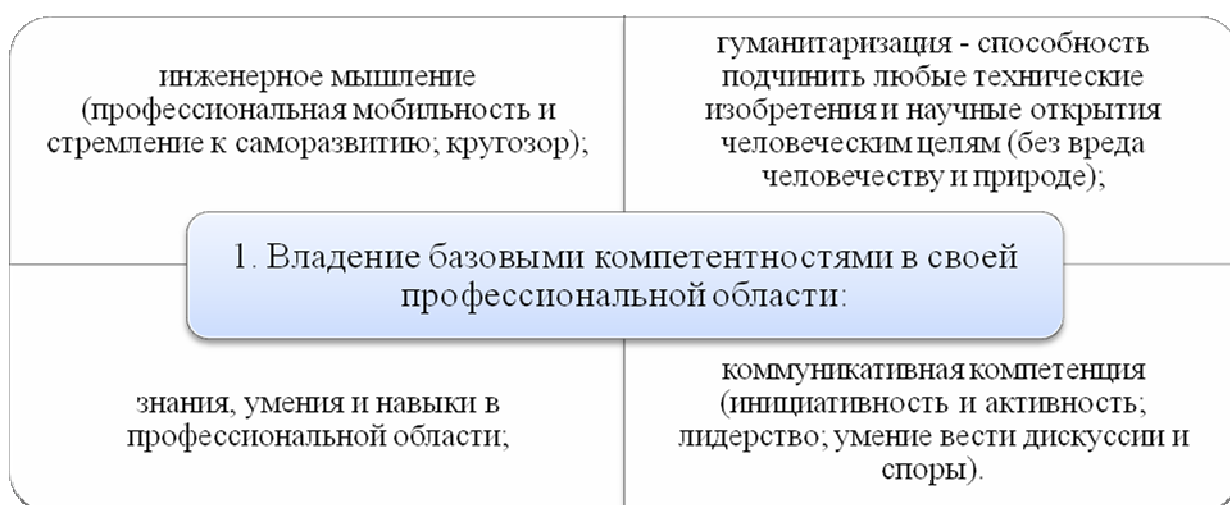 инженерное мышление
(профессиональная мобильность и
стремление к саморазвитию; кругозор);
гуманитаризация - способность
подчинить любые технические
изобретения и научные открытия
человеческим целям (без вреда
человечеству и природе);
1. Владение базовыми компетентностями в своей
профессиональной области:
знания, умения и навыки в
профессиональной области;
коммуникативная компетенция
(инициативность и активность;
лидерство; умение вести дискуссии и
споры).